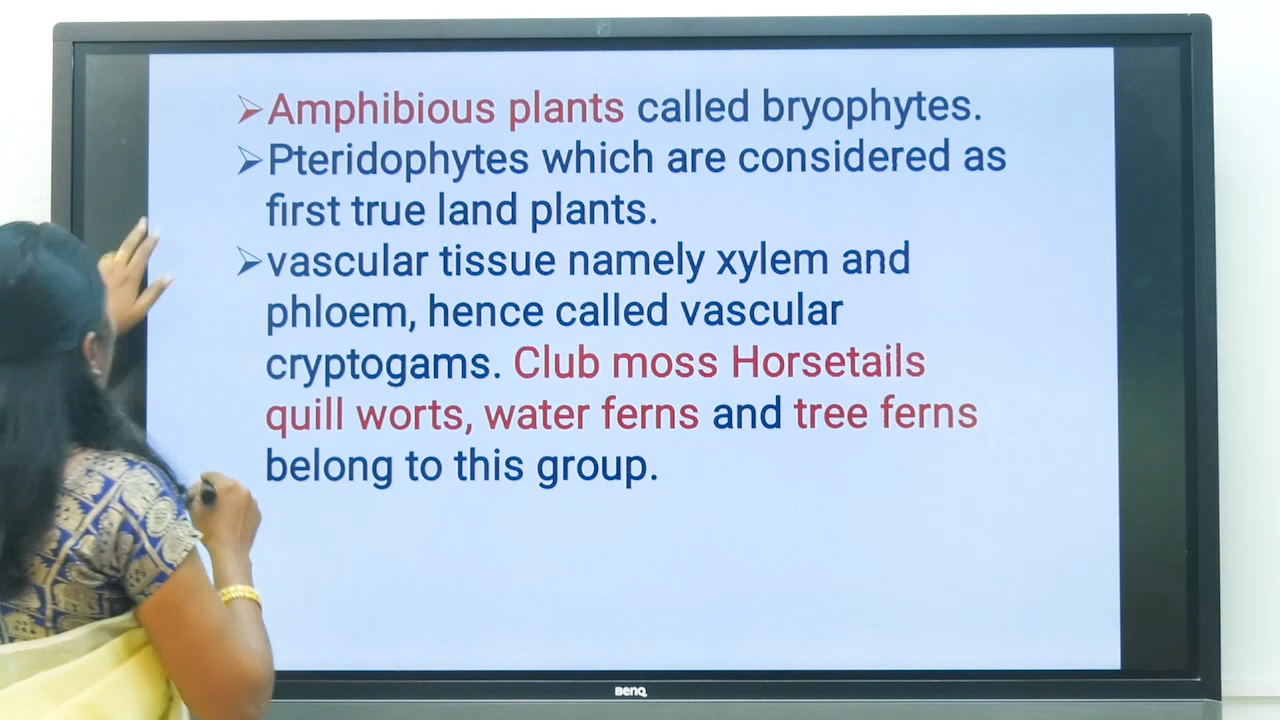 ➢Amphibious plants called bryophytes.
➢Pteridophytes which are considered as
first true land plants.
➢vascular tissue namely xylem and
phloem, hence called vascular
cryptogams. Club moss Horsetails
quill worts, water ferns and tree ferns
belong to this group.
BenQ